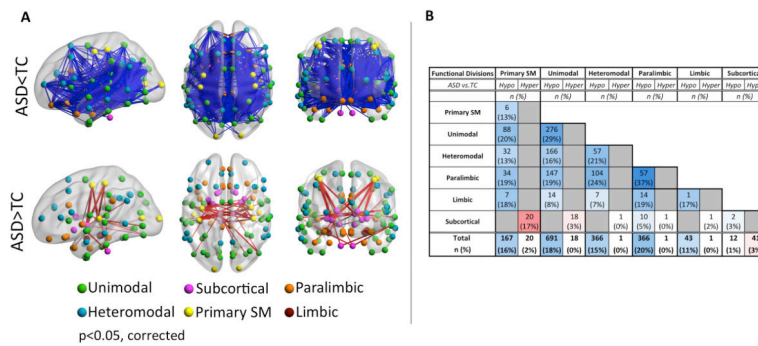 A
ASD<TC
ASD>TC
Unimodal Subcortical Paralimbic
Heteromodal Primary SM Limbic
p<0.05, corrected
B
Functional Divisions Primary SM Unimodal Heteromodal Paralimbic Limbic Subcortica
ASD vs.TC Hypo Hyper Hypo Hyper Hypo Hyper Hypo Hyper Hypo Hyper Hypo Hype
n (%) n (%) n (%) n (%) n (%) n (%)
Primary SM 6
(13%)
Unimodal 88 276
(20%) (29%)
Heteromodal 32 166 57
(13%) (16%) (21%)
Paralimbic 34 147 104 57
(19%) (19%) (24%) (37%)
Limbic 7 14 7 14 1
(18%) (8%) (7%) (19%) (17%)
Subcortical 20 18 1 10 1 1 2
(17%) (3%) (0%) (5%) (0%) (2%) (3%)
Total 167 20 691 18 366 1 366 1 43 1 12 41
n (%) (16%) (2%) (18%) (0%) (15%) (0%) (20%) (0%) (11%) (0%) (1%) (3%